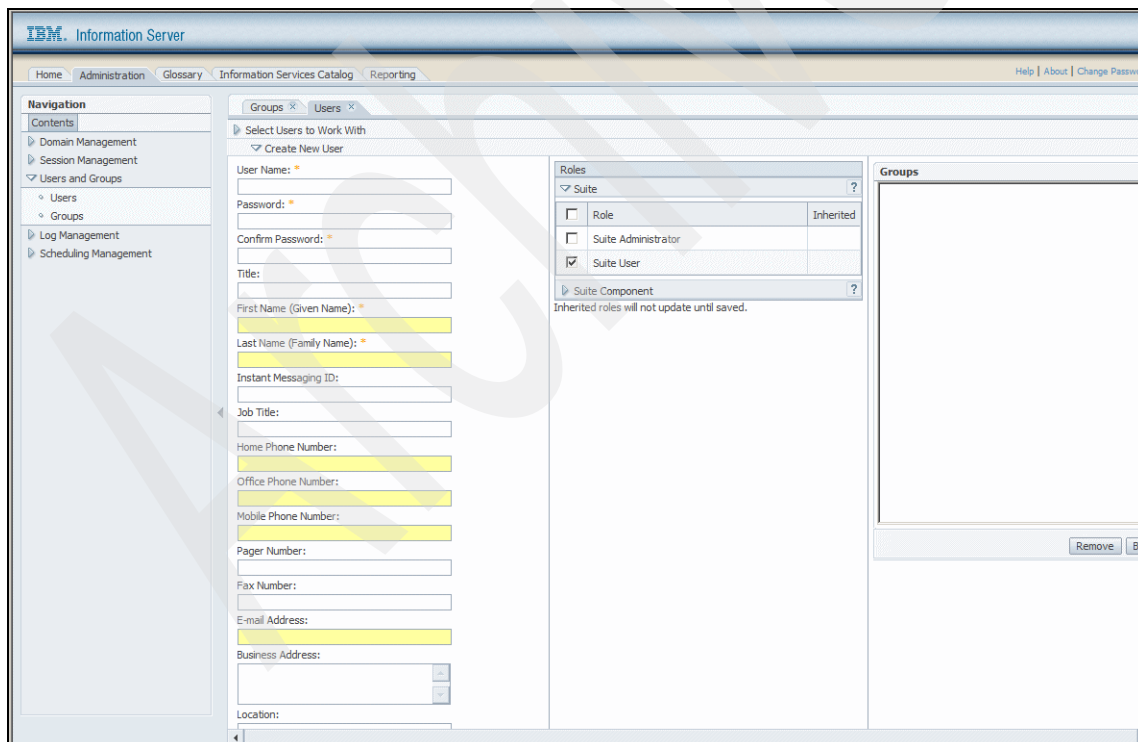 IBM. Information Server
Home Administration Glossary Information Services Catalog Reporting
Help | About | Change Passw
Navigation
Contents
Domain Management
Session Management
Users and Groups
Users
Groups
Log Management
Scheduling Management
Groups × Users ×
Select Users to Work With
Create New User
User Name: *
Password: *
Confirm Password: *
Title:
First Name (Given Name): *
Last Name (Family Name): *
Instant Messaging ID:
Job Title:
Home Phone Number:
Office Phone Number:
Mobile Phone Number:
Pager Number:
Fax Number:
E-mail Address:
Business Address:
Location:
Roles
Suite ?
Role Inherited
Suite Administrator
Suite User
Suite Component ?
Inherited roles will not update until saved.
Groups
Remove B
Archiv